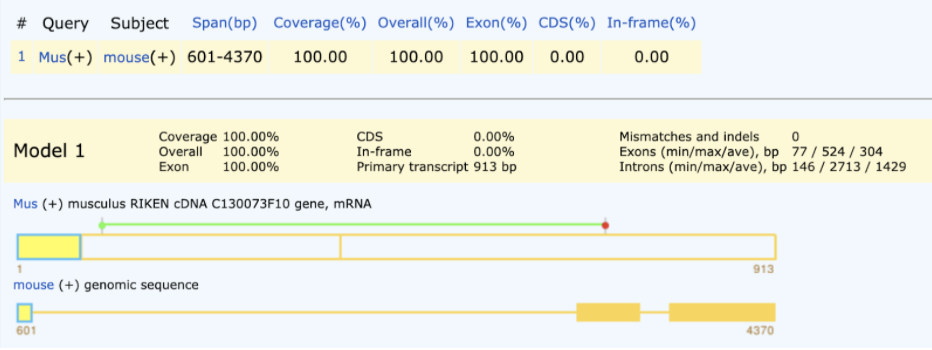 # Query Subject Span(bp) Coverage(%) Overall(%) Exon(%) CDS(%) In-frame(%)
1 Mus(+) mouse(+) 601-4370 100.00 100.00 100.00 0.00 0.00
Model 1
Coverage 100.00% CDS 0.00% Mismatches and indels 0
Overall 100.00% In-frame 0.00% Exons (min/max/ave), bp 77 / 524 / 304
Exon 100.00% Primary transcript 913 bp Introns (min/max/ave), bp 146 / 2713 / 1429
Mus (+) musculus RIKEN cDNA C130073F10 gene, mRNA
1 913
mouse (+) genomic sequence
601 4370